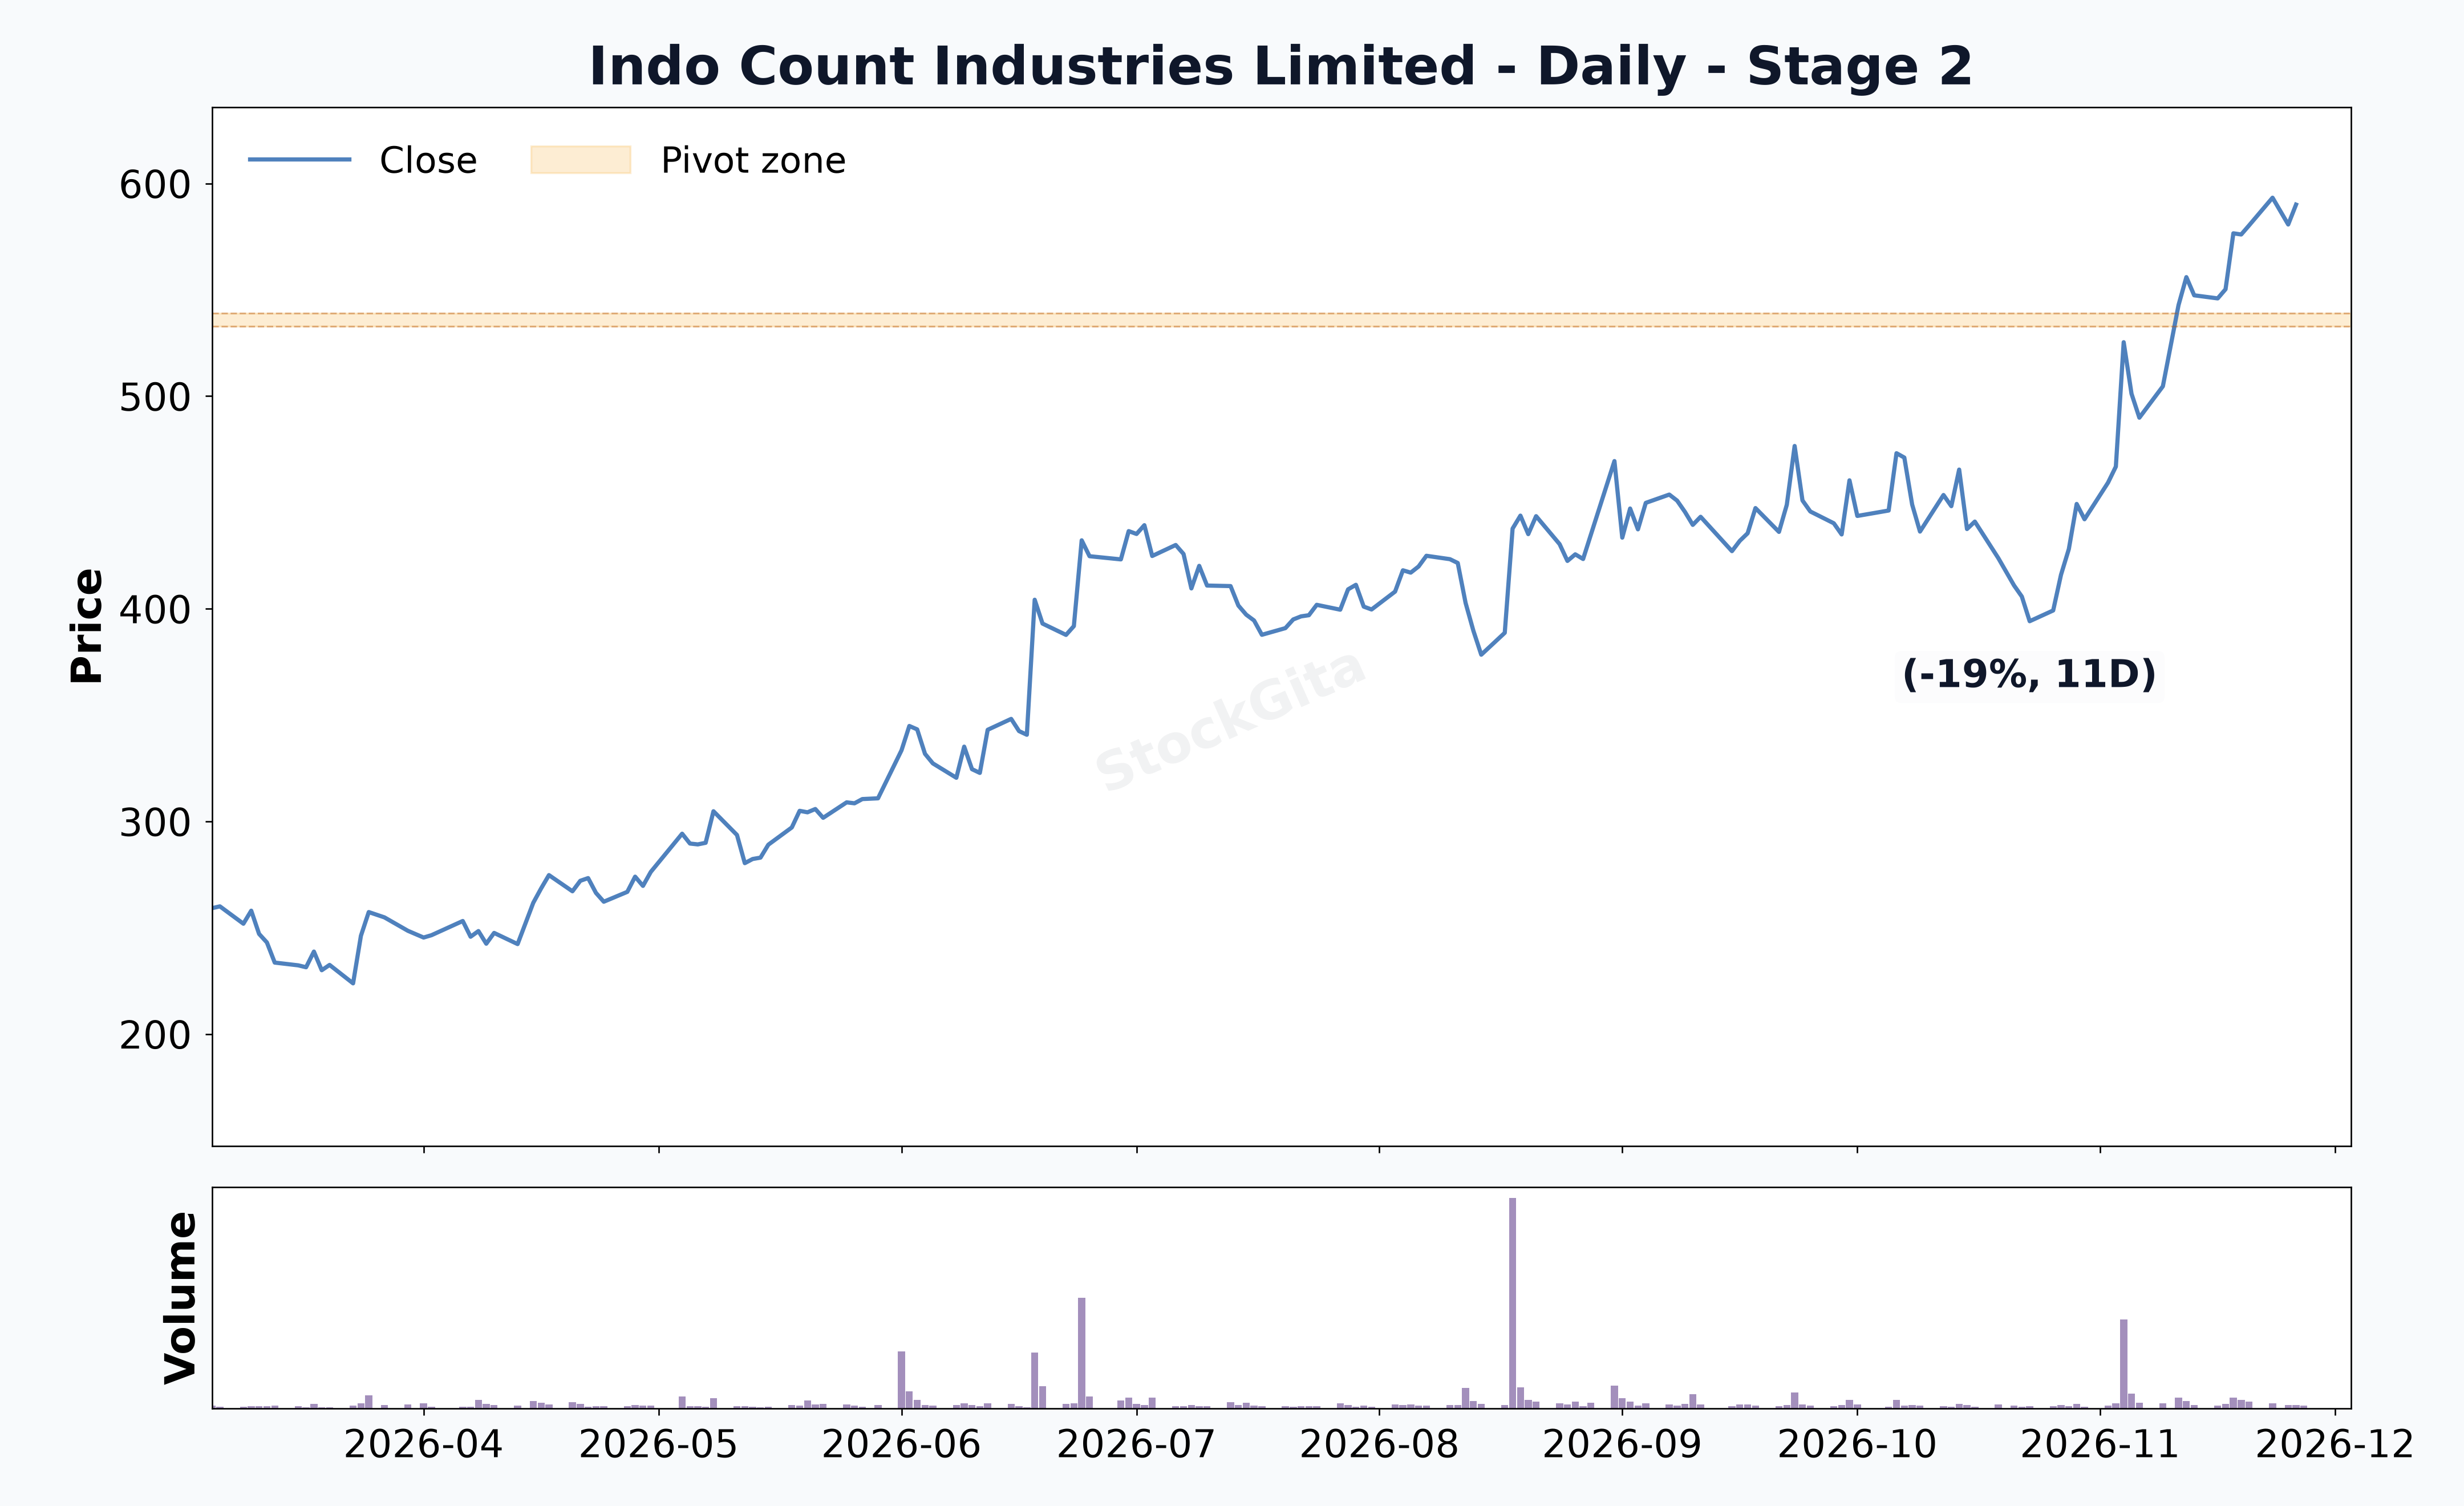 Indo Count Industries Limited - Daily - Stage 2
Close
Pivot zone
600
500
400
300
200
Price
(-19%, 11D)
StockGita
Volume
2026-04
2026-05
2026-06
2026-07
2026-08
2026-09
2026-10
2026-11
2026-12